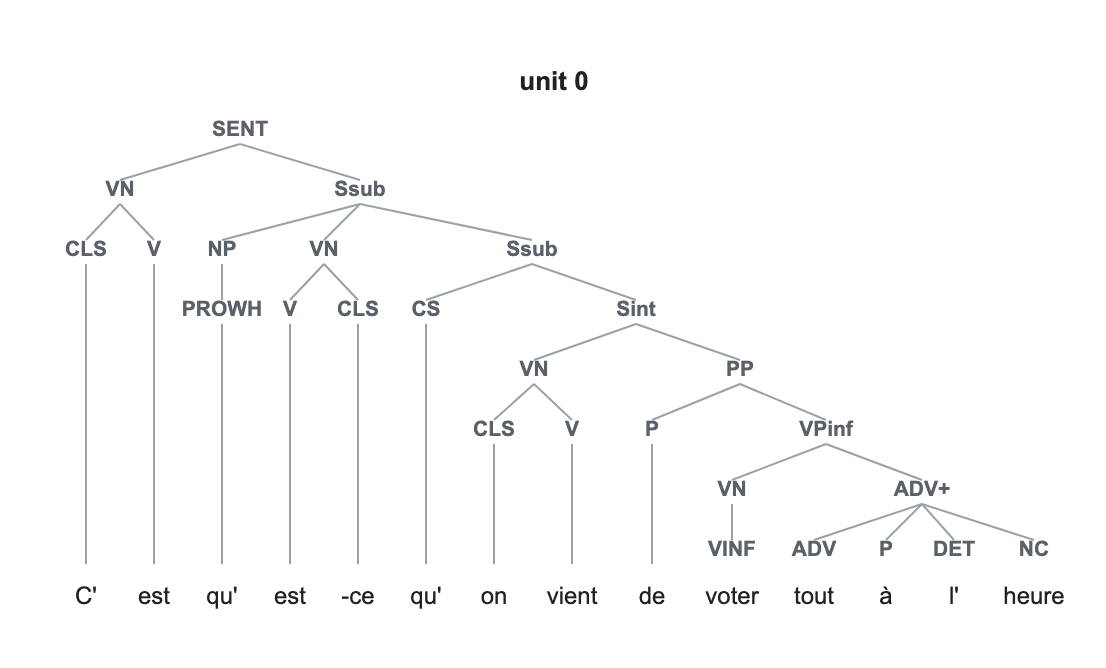 unit 0
SENT
VN Ssub
CLS V NP VN Ssub
PROWH V CLS CS Sint
VN PP
CLS V P VPinf
VN ADV+
VINF ADV P DET NC
C' est qu' est -ce qu' on vient de voter tout à l' heure